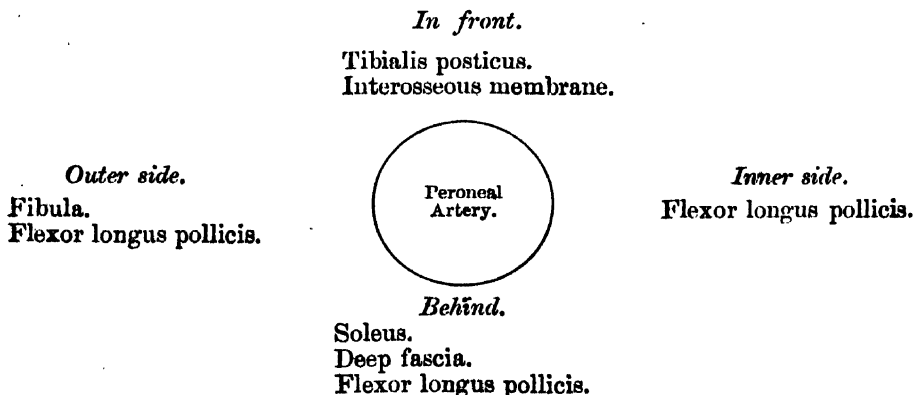 In front.
Tibialis posticus.
Interosseous membrane.
Outer side.
Fibula.
Flexor longus pollicis.
Peroneal
Artery.
Inner side.
Flexor longus pollicis.
Behind.
Soleus.
Deep fascia.
Flexor longus pollicis.